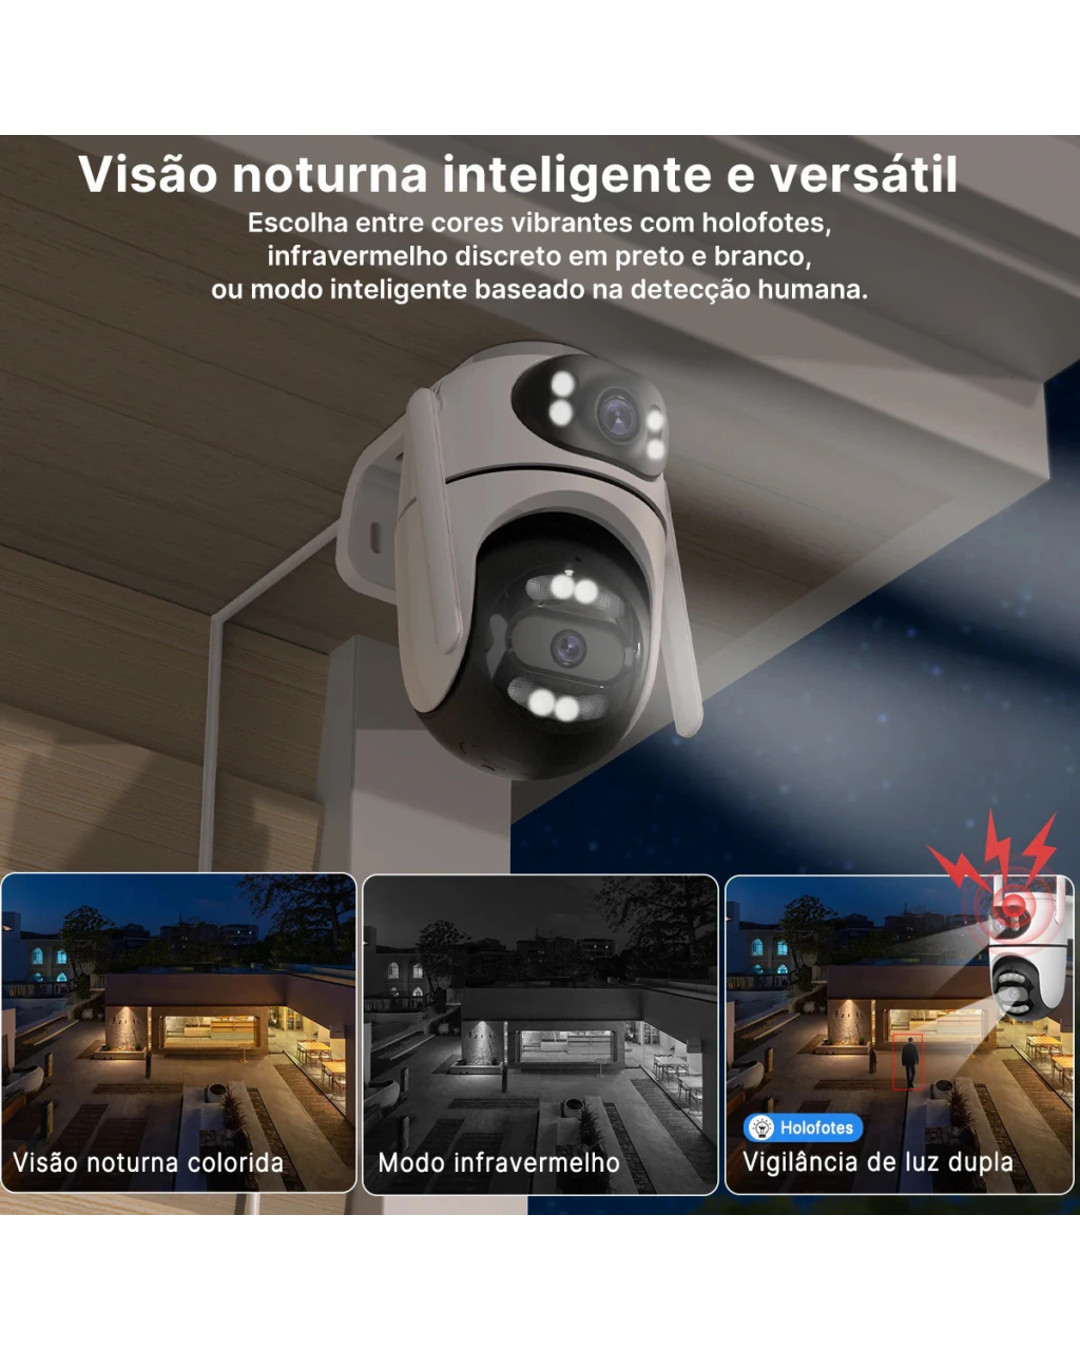 Visão noturna inteligente e versátil
Escolha entre cores vibrantes com holofotes,
infravermelho discreto em preto e branco,
ou modo inteligente baseado na detecção humana.
Visão noturna colorida
Modo infravermelho
Holofotes
Vigilância de luz dupla